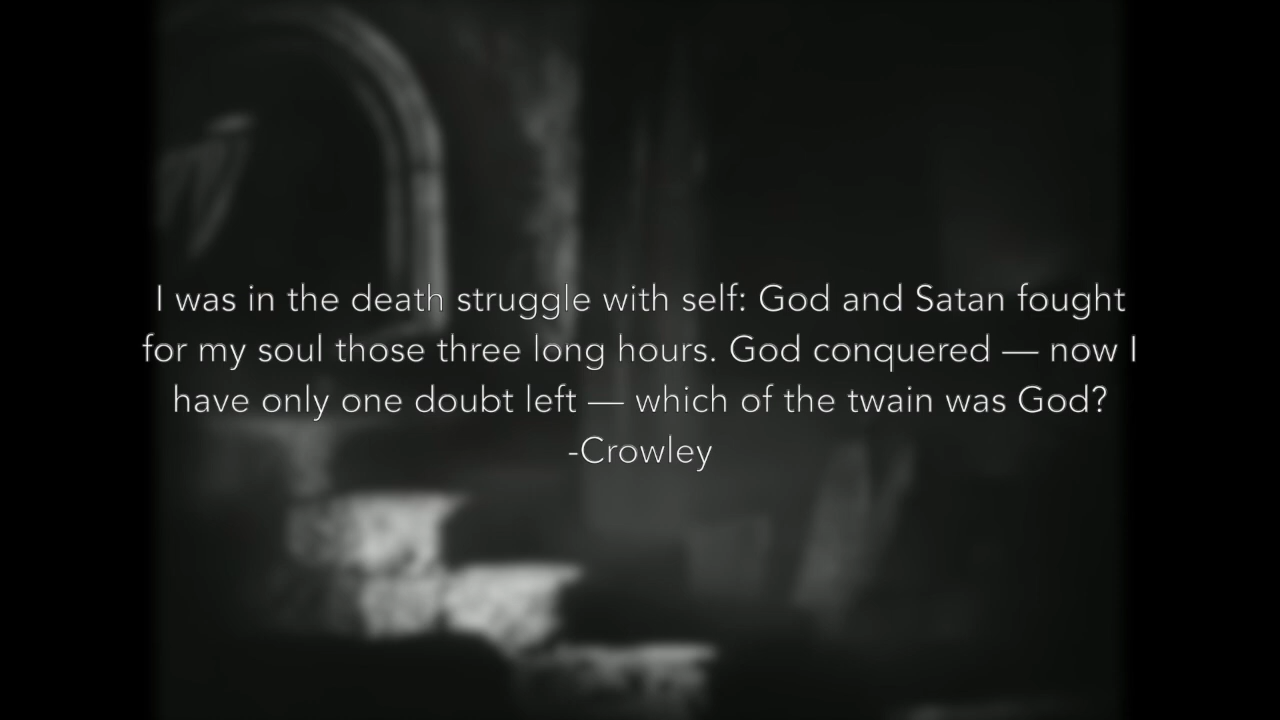 I was in the death struggle with self: God and Satan fought
for my soul those three long hours. God conquered — now I
have only one doubt left — which of the twain was God?
-Crowley